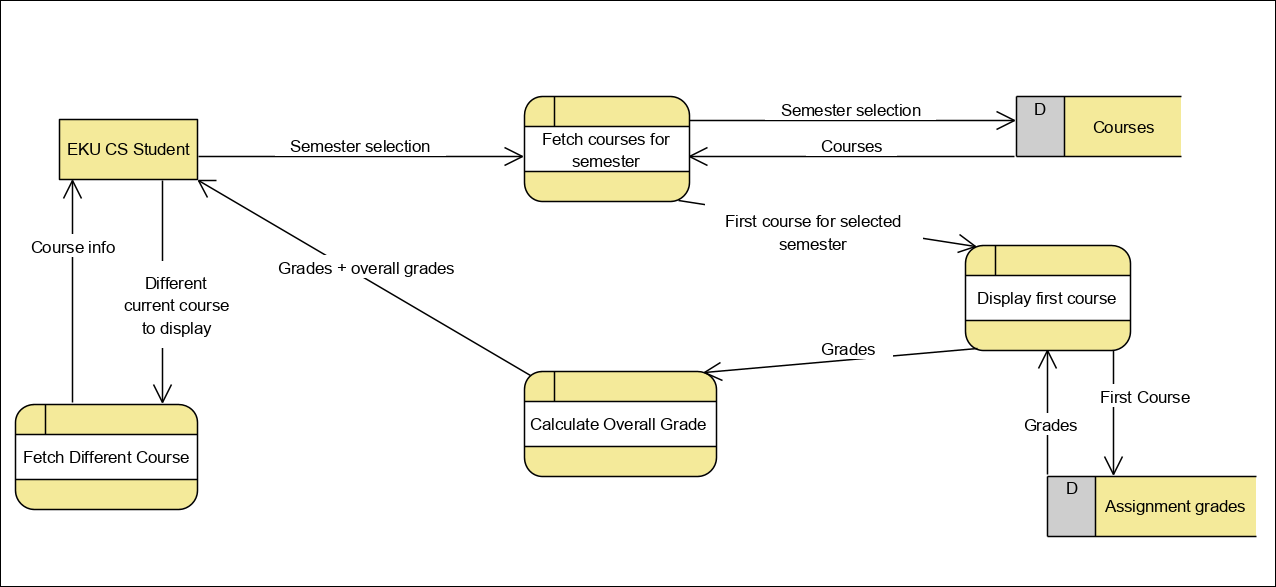 Semester selection
D
Courses
EKU CS Student
Semester selection
Fetch courses for
semester
Courses
First course for selected
semester
Course info
Grades + overall grades
Different
current course
to display
Display first course
Grades
First Course
Calculate Overall Grade
Grades
Fetch Different Course
D
Assignment grades